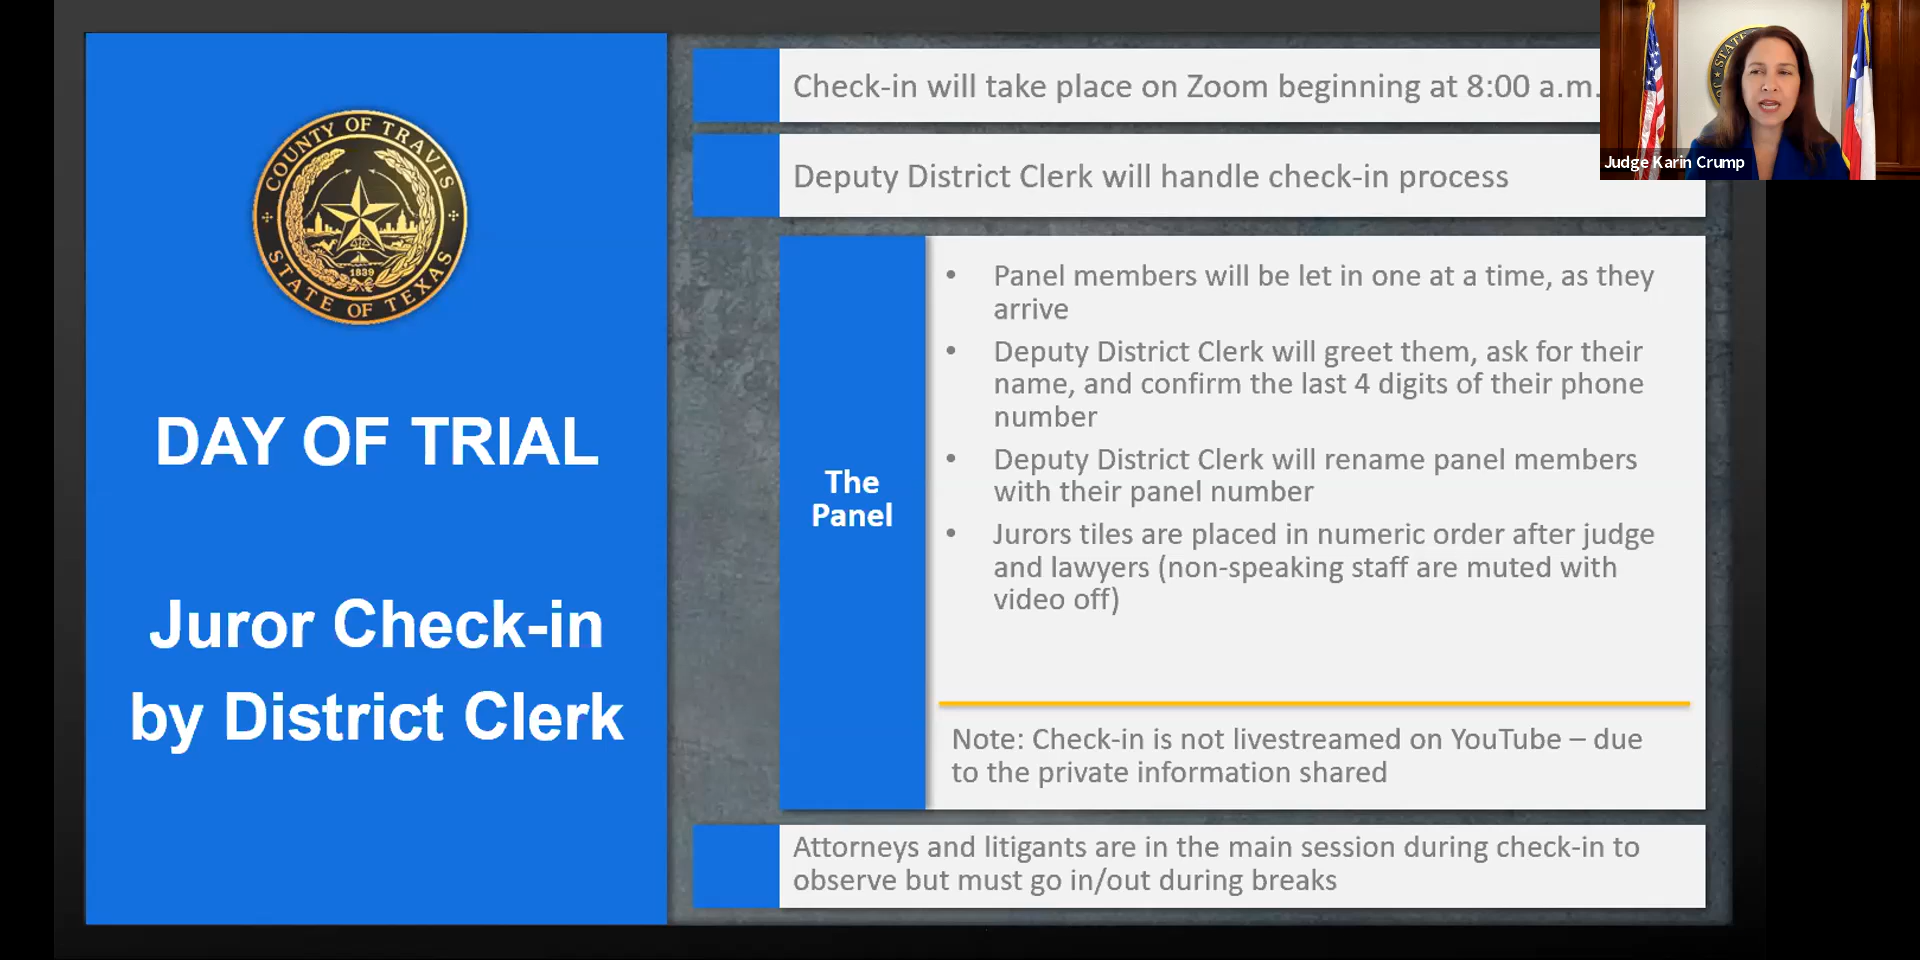 COUNTY OF TRAVIS
1839
STATE OF TEXAS
DAY OF TRIAL
Juror Check-in
by District Clerk
Check-in will take place on Zoom beginning at 8:00 a.m.
Deputy District Clerk will handle check-in process
The
Panel
• Panel members will be let in one at a time, as they
arrive
• Deputy District Clerk will greet them, ask for their
name, and confirm the last 4 digits of their phone
number
• Deputy District Clerk will rename panel members
with their panel number
• Jurors tiles are placed in numeric order after judge
and lawyers (non-speaking staff are muted with
video off)
Note: Check-in is not livestreamed on YouTube – due
to the private information shared
Attorneys and litigants are in the main session during check-in to
observe but must go in/out during breaks
Judge Karin Crump